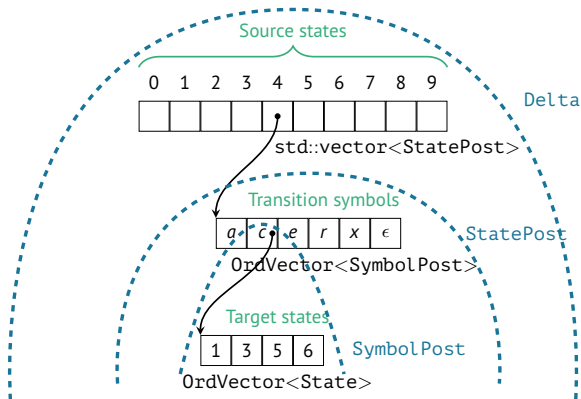 Source states
0 1 2 3 4 5 6 7 8 9
Delta
std::vector<StatePost>
Transition symbols
a c e r x ϵ
StatePost
OrdVector<SymbolPost>
Target states
1 3 5 6
SymbolPost
OrdVector<State>